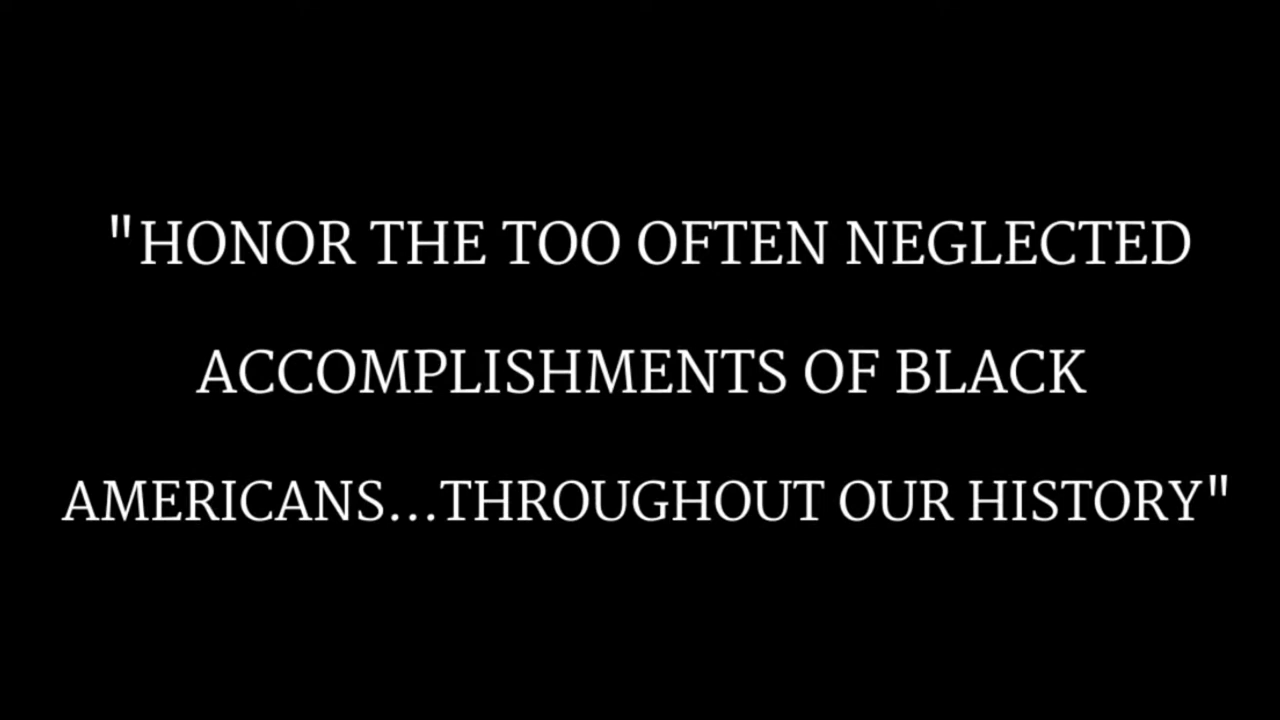 "HONOR THE TOO OFTEN NEGLECTED
ACCOMPLISHMENTS OF BLACK
AMERICANS...THROUGHOUT OUR HISTORY"